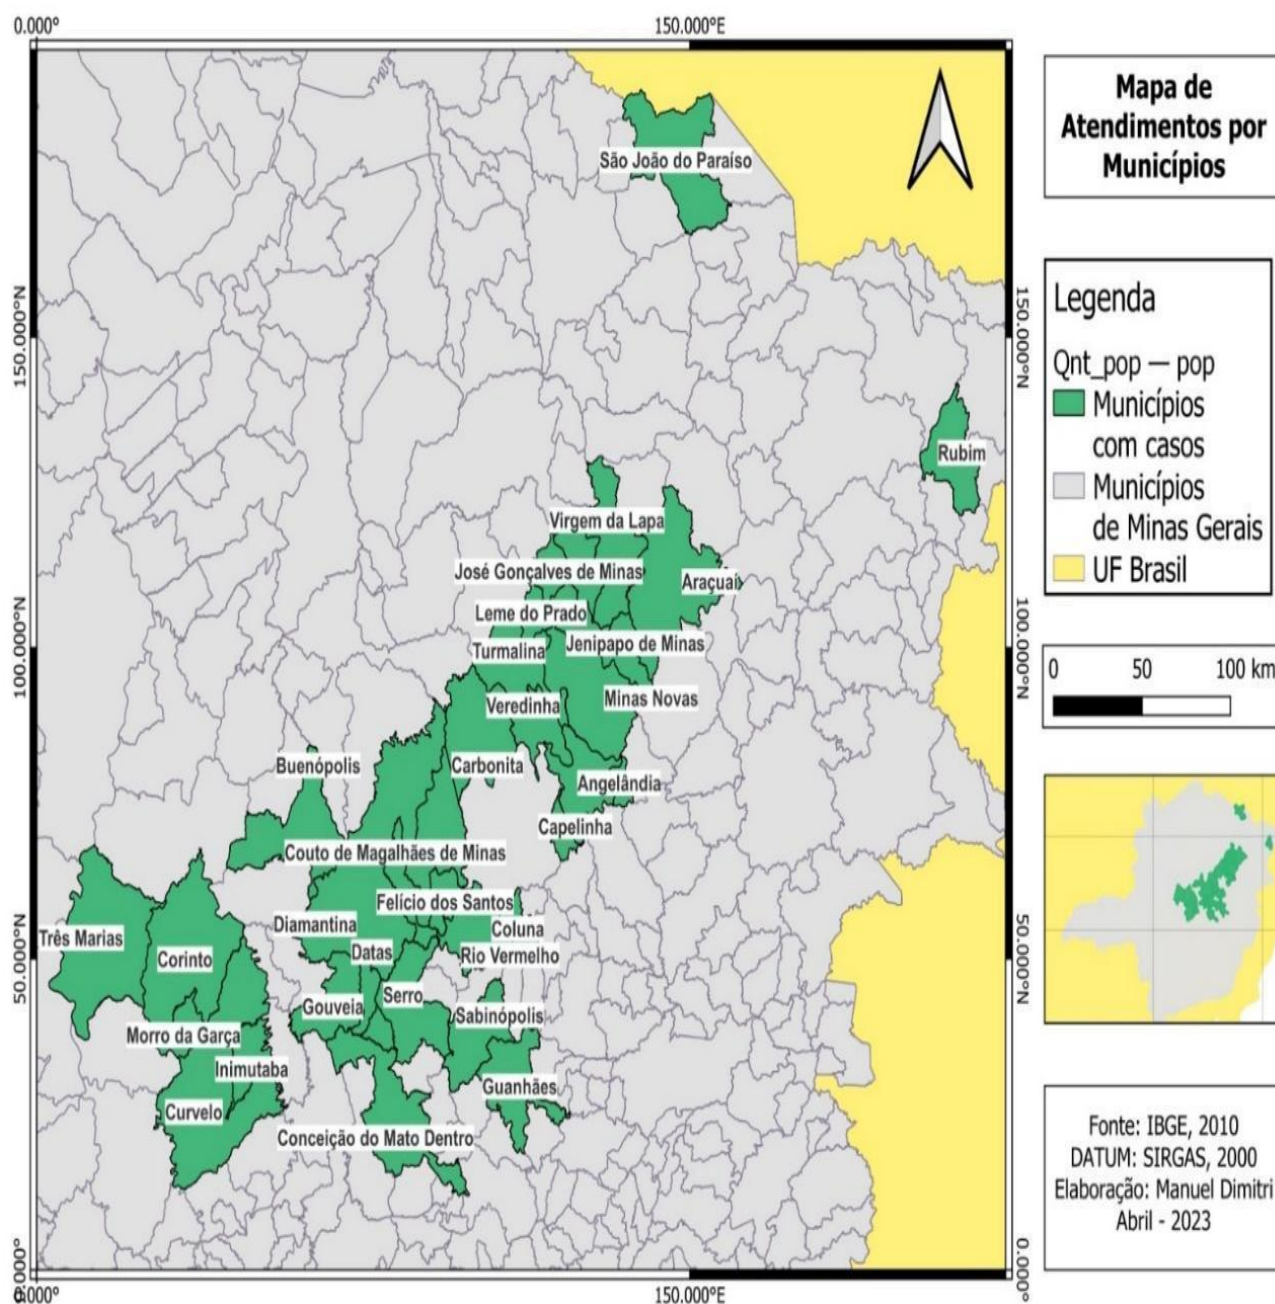 0.000°
150.000°E
São João do Paraíso
150.000°N
150.000°N
Rubim
Virgem da Lapa
José Gonçalves de Minas
Araçuaí
Leme do Prado
Jenipapo de Minas
Turmalina
100.000°N
100.000°N
Minas Novas
Veredinha
Buenópolis
Carbonita
Angelândia
Capelinha
Couto de Magalhães de Minas
Felício dos Santos
Diamantina
Coluna
Três Marias
Datas
Rio Vermelho
Corinto
50.000°N
50.000°N
Serro
Gouveia
Sabinópolis
Morro da Garça
Inimutaba
Guanhães
Curvelo
Conceição do Mato Dentro
0.000°
0.000°
0.000°
150.000°E
Mapa de
Atendimentos por
Municípios
Legenda
Qnt_pop — pop
Municípios
com casos
Municípios
de Minas Gerais
UF Brasil
0 50 100 km
Fonte: IBGE, 2010
DATUM: SIRGAS, 2000
Elaboração: Manuel Dimitri
Abril - 2023